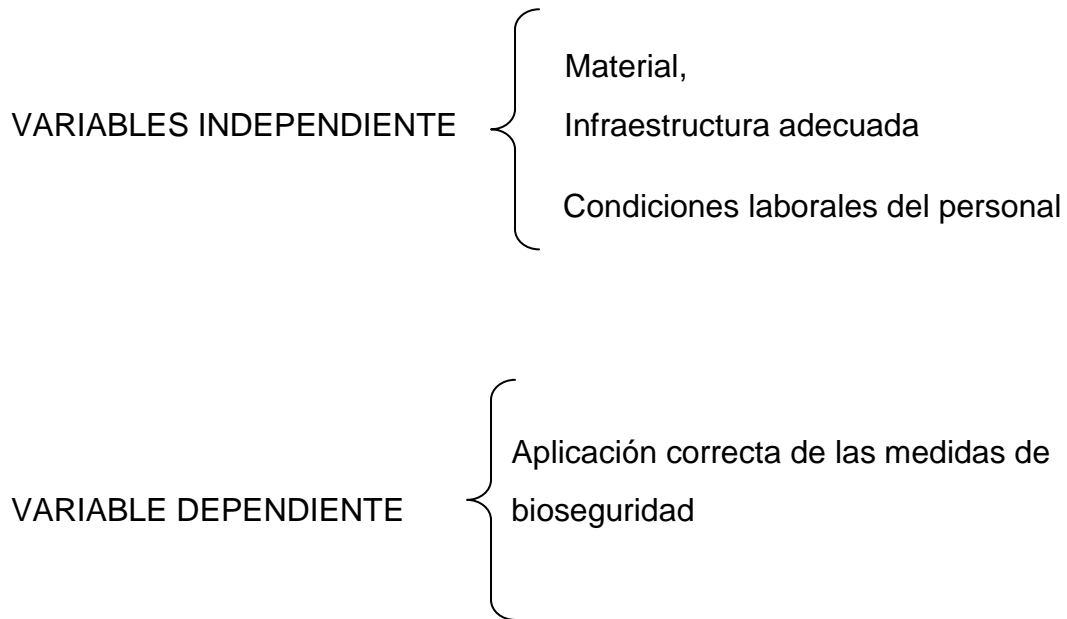 Material,
VARIABLES INDEPENDIENTE
Infraestructura adecuada
Condiciones laborales del personal
Aplicación correcta de las medidas de
VARIABLE DEPENDIENTE
bioseguridad